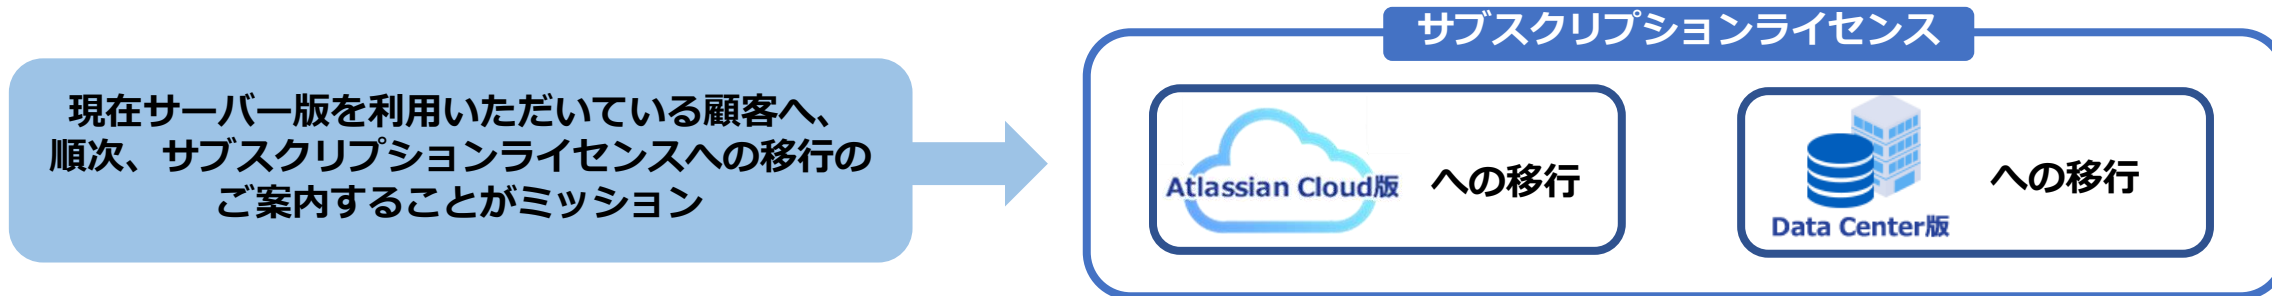 現在サーバー版を利用いただいている顧客へ、
順次、サブスクリプションライセンスへの移行の
ご案内することがミッション
サブスクリプションライセンス
Atlassian Cloud版
への移行
Data Center版
への移行